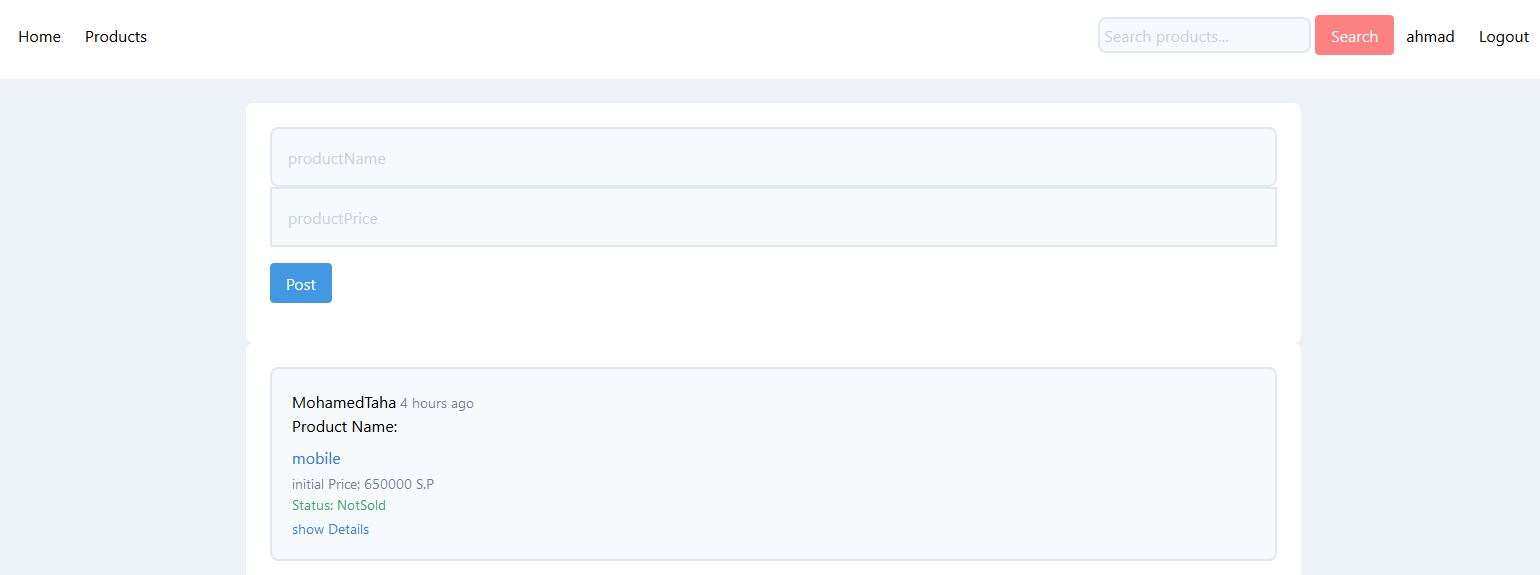 Home Products Search products... Search ahmad Logout
productName
productPrice
Post
MohamedTaha 4 hours ago
Product Name:
mobile
initial Price: 650000 S.P
Status: NotSold
show Details